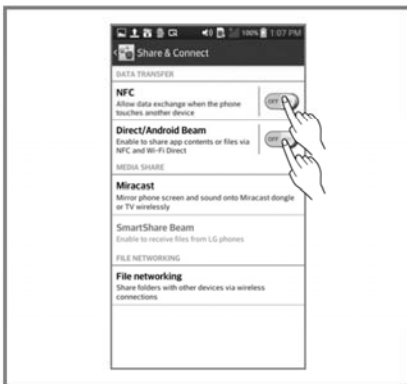 100% 1:07 PM
Share & Connect
DATA TRANSFER
NFC
Allow data exchange when the phone
touches another device
OFF
Direct/Android Beam
Enable to share app contents or files via
NFC and Wi-Fi Direct
OFF
MEDIA SHARE
Miracast
Mirror phone screen and sound onto Miracast dongle
or TV wirelessly
SmartShare Beam
Enable to receive files from LG phones
FILE NETWORKING
File networking
Share folders with other devices via wireless
connections